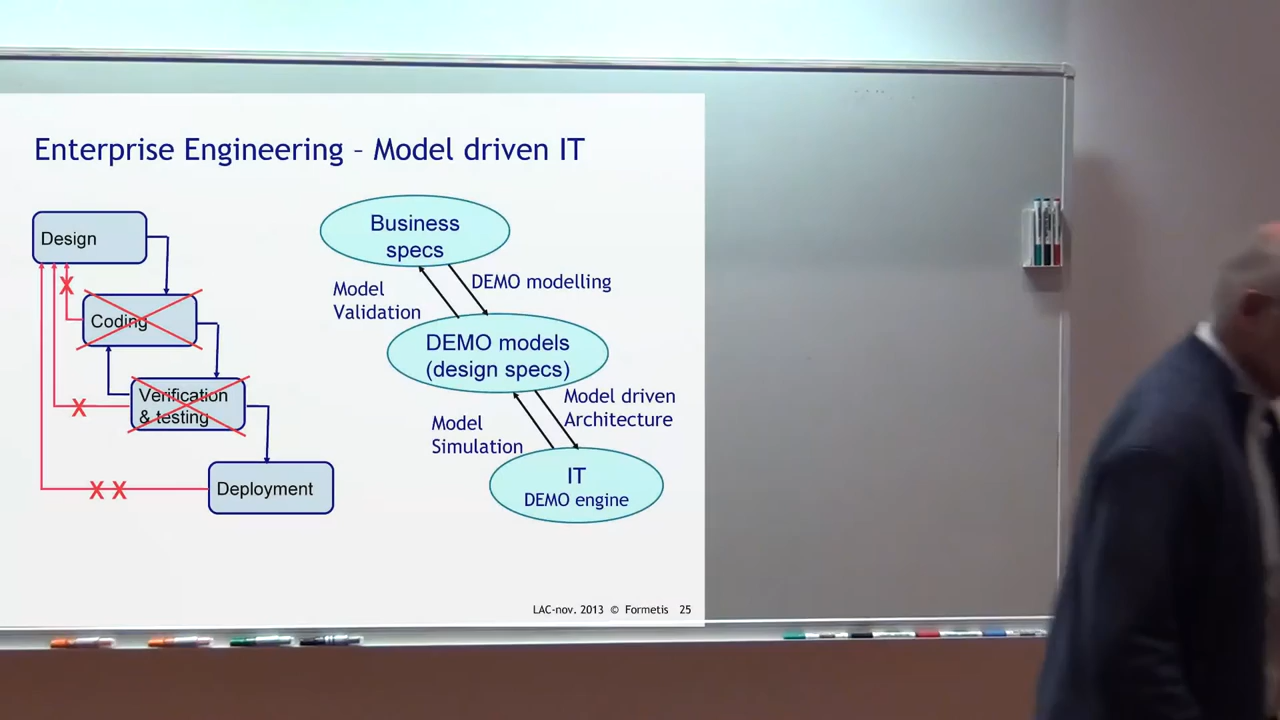 Enterprise Engineering – Model driven IT
Design
X
Coding
Verification
& testing
X
Deployment
X X
Business
specs
Model
Validation
DEMO modelling
DEMO models
(design specs)
Model
Simulation
Model driven
Architecture
IT
DEMO engine
LAC-nov. 2013 © Formetis 25